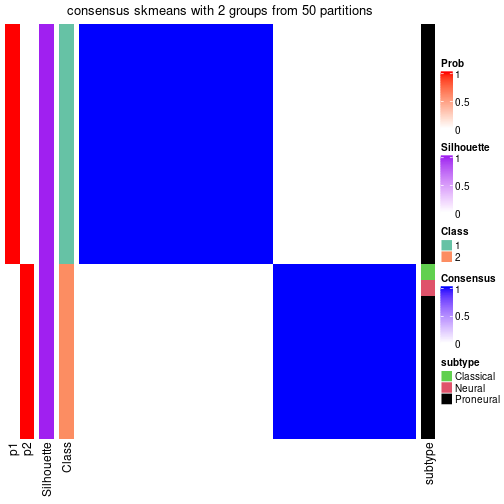 consensus skmeans with 2 groups from 50 partitions
Prob
1
0.5
0
Silhouette
1
0.5
0
Class
1
2
Consensus
1
0.5
0
subtype
Classical
Neural
Proneural
p1
p2
Silhouette
Class
subtype